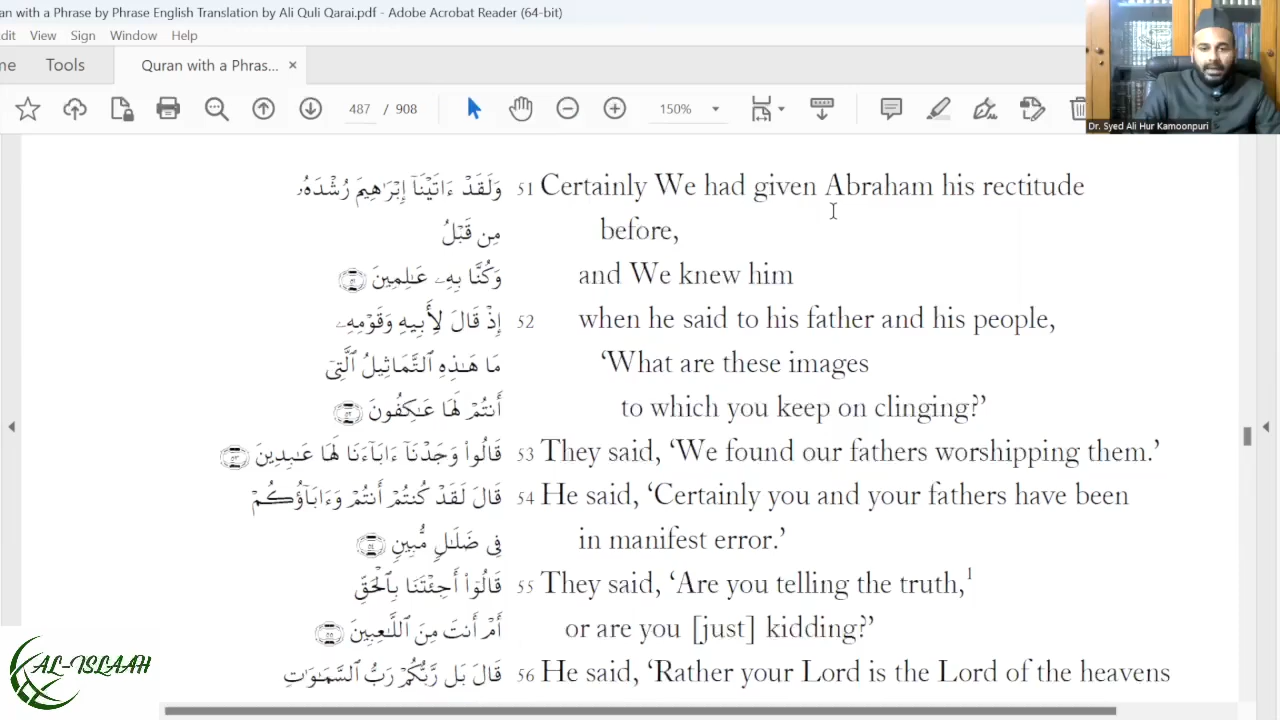 an with a Phrase by Phrase English Translation by Ali Quli Qarai.pdf - Adobe Acrobat Reader (64-bit)
dit View Sign Window Help
me Tools Quran with a Phras... ×
487 / 908 150%
Dr. Syed Ali Hur Kamoonpuri
وَلَقَدْ ءَاتَيْنَآ إِبْرَٰهِيمَ رُشْدَهُۥ 51 Certainly We had given Abraham his rectitude
مِن قَبْلُ before,
وَكُنَّا بِهِۦ عَـٰلِمِينَ ۝٥١ and We knew him
إِذْ قَالَ لِأَبِيهِ وَقَوْمِهِۦ 52 when he said to his father and his people,
مَا هَـٰذِهِ ٱلتَّمَاثِيلُ ٱلَّتِىٓ ‘What are these images
أَنتُمْ لَهَا عَـٰكِفُونَ ۝٥٢ to which you keep on clinging?’
قَالُوا۟ وَجَدْنَآ ءَابَآءَنَا لَهَا عَـٰبِدِينَ ۝٥٣ 53 They said, ‘We found our fathers worshipping them.’
قَالَ لَقَدْ كُنتُمْ أَنتُمْ وَءَابَآؤُكُمْ 54 He said, ‘Certainly you and your fathers have been
فِى ضَلَـٰلٍ مُّبِينٍ ۝٥٤ in manifest error.’
قَالُوٓا۟ أَجِئْتَنَا بِٱلْحَقِّ 55 They said, ‘Are you telling the truth,1
أَمْ أَنتَ مِنَ ٱللَّـٰعِبِينَ ۝٥٥ or are you [just] kidding?’
قَالَ بَل رَّبُّكُمْ رَبُّ ٱلسَّمَـٰوَٰتِ 56 He said, ‘Rather your Lord is the Lord of the heavens
AL-ISLAAH